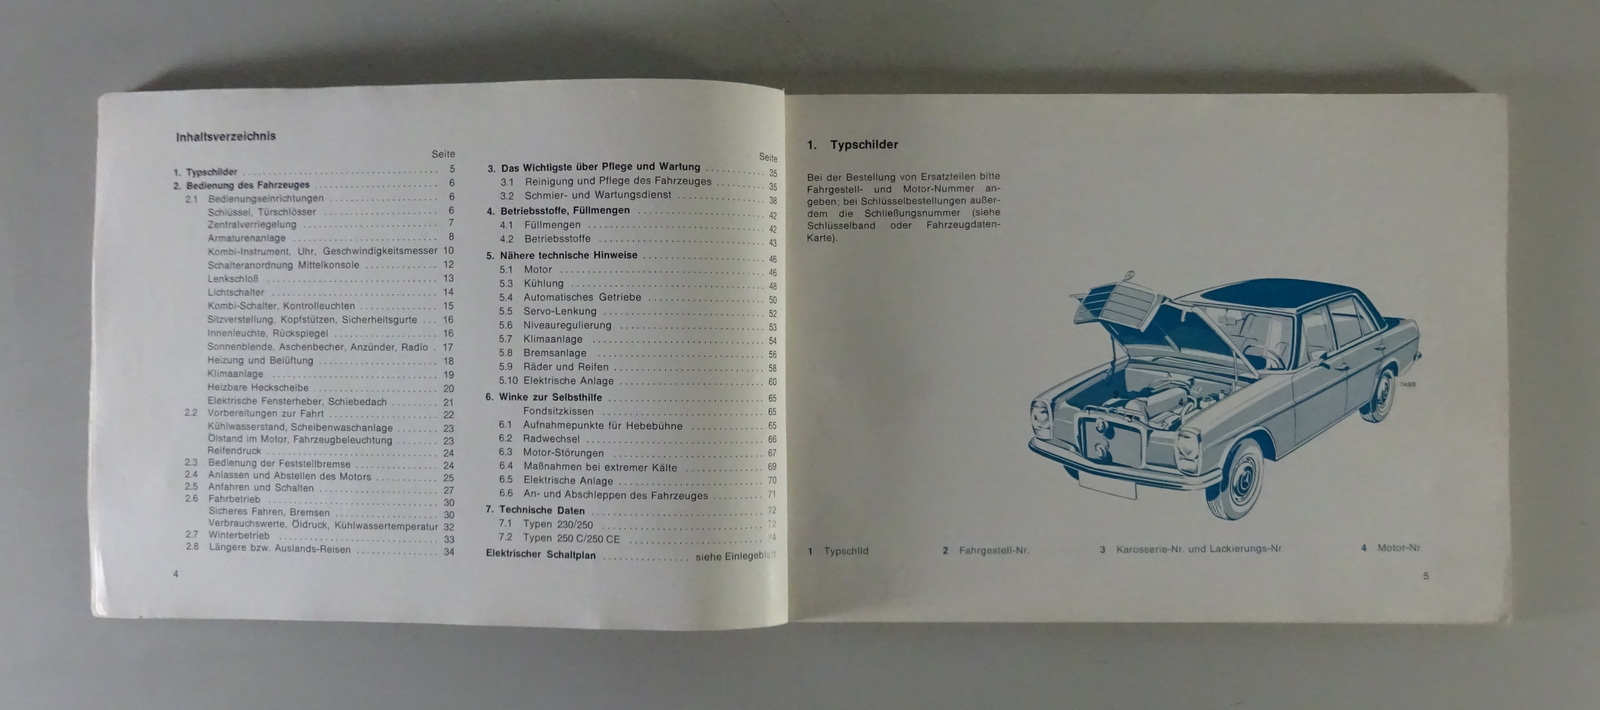 Inhaltsverzeichnis
Seite
1. Typschilder 5
2. Bedienung des Fahrzeuges 6
2.1 Bedienungseinrichtungen 6
Schlüssel, Türschlösser 6
Zentralverriegelung 7
Armaturenanlage 8
Kombi-Instrument, Uhr, Geschwindigkeitsmesser 10
Schalteranordnung Mittelkonsole 12
Lenkschloß 13
Lichtschalter 14
Kombi-Schalter, Kontrolleuchten 15
Sitzverstellung, Kopfstützen, Sicherheitsgurte 16
Innenleuchte, Rückspiegel 16
Sonnenblende, Aschenbecher, Anzünder, Radio 17
Heizung und Belüftung 18
Klimaanlage 19
Heizbare Heckscheibe 20
Elektrische Fensterheber, Schiebedach 21
2.2 Vorbereitungen zur Fahrt 22
Kühlwasserstand, Scheibenwaschanlage 23
Ölstand im Motor, Fahrzeugbeleuchtung 23
Reifendruck 24
2.3 Bedienung der Feststellbremse 24
2.4 Anlassen und Abstellen des Motors 25
2.5 Anfahren und Schalten 27
2.6 Fahrbetrieb 30
Sicheres Fahren, Bremsen 30
Verbrauchswerte, Öldruck, Kühlwassertemperatur 32
2.7 Winterbetrieb 33
2.8 Längere bzw. Auslands-Reisen 34
4
Seite
3. Das Wichtigste über Pflege und Wartung 35
3.1 Reinigung und Pflege des Fahrzeuges 35
3.2 Schmier- und Wartungsdienst 38
4. Betriebsstoffe, Füllmengen 42
4.1 Füllmengen 42
4.2 Betriebsstoffe 43
5. Nähere technische Hinweise 46
5.1 Motor 46
5.3 Kühlung 48
5.4 Automatisches Getriebe 50
5.5 Servo-Lenkung 52
5.6 Niveauregulierung 53
5.7 Klimaanlage 54
5.8 Bremsanlage 56
5.9 Räder und Reifen 58
5.10 Elektrische Anlage 60
6. Winke zur Selbsthilfe 65
Fondsitzkissen 65
6.1 Aufnahmepunkte für Hebebühne 65
6.2 Radwechsel 66
6.3 Motor-Störungen 67
6.4 Maßnahmen bei extremer Kälte 69
6.5 Elektrische Anlage 70
6.6 An- und Abschleppen des Fahrzeuges 71
7. Technische Daten 72
7.1 Typen 230/250 72
7.2 Typen 250 C/250 CE 74
Elektrischer Schaltplan siehe Einlegeblatt
1. Typschilder
Bei der Bestellung von Ersatzteilen bitte
Fahrgestell- und Motor-Nummer an-
geben; bei Schlüsselbestellungen außer-
dem die Schließungsnummer (siehe
Schlüsselband oder Fahrzeugdaten-
Karte).
1 Typschild 2 Fahrgestell-Nr. 3 Karosserie-Nr. und Lackierungs-Nr. 4 Motor-Nr.
5